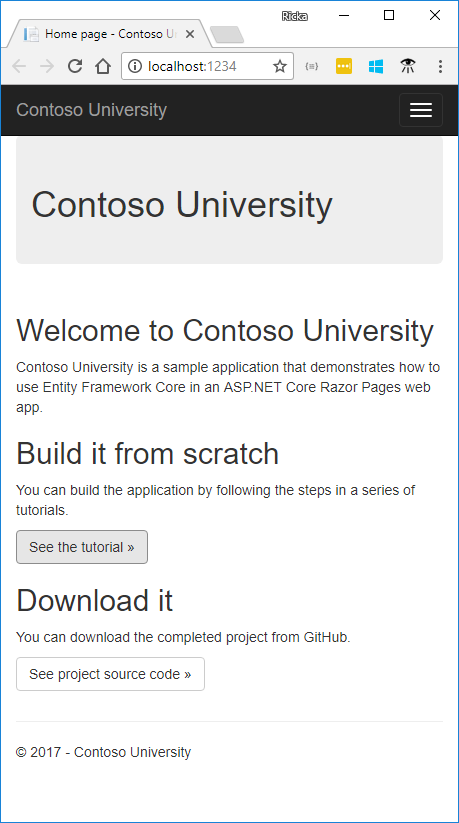 Ricka
Home page - Contoso U
localhost:1234
Contoso University
Contoso University
Welcome to Contoso University
Contoso University is a sample application that demonstrates how to
use Entity Framework Core in an ASP.NET Core Razor Pages web
app.
Build it from scratch
You can build the application by following the steps in a series of
tutorials.
See the tutorial »
Download it
You can download the completed project from GitHub.
See project source code »
© 2017 - Contoso University